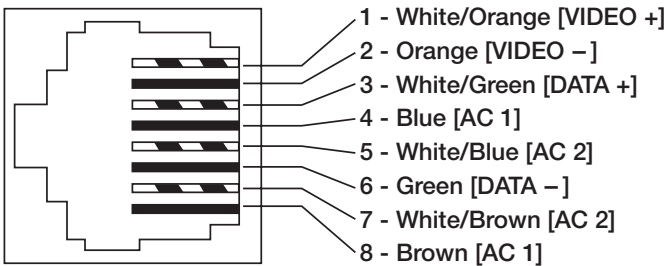 1 - White/Orange [VIDEO +]
2 - Orange [VIDEO –]
3 - White/Green [DATA +]
4 - Blue [AC 1]
5 - White/Blue [AC 2]
6 - Green [DATA –]
7 - White/Brown [AC 2]
8 - Brown [AC 1]